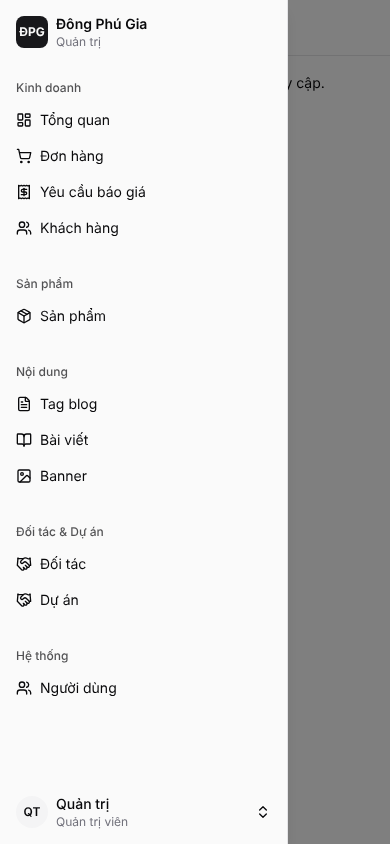 ĐPG
Đông Phú Gia
Quản trị
Kinh doanh
Tổng quan
Đơn hàng
Yêu cầu báo giá
Khách hàng
Sản phẩm
Sản phẩm
Nội dung
Tag blog
Bài viết
Banner
Đối tác & Dự án
Đối tác
Dự án
Hệ thống
Người dùng
QT
Quản trị
Quản trị viên
cập.